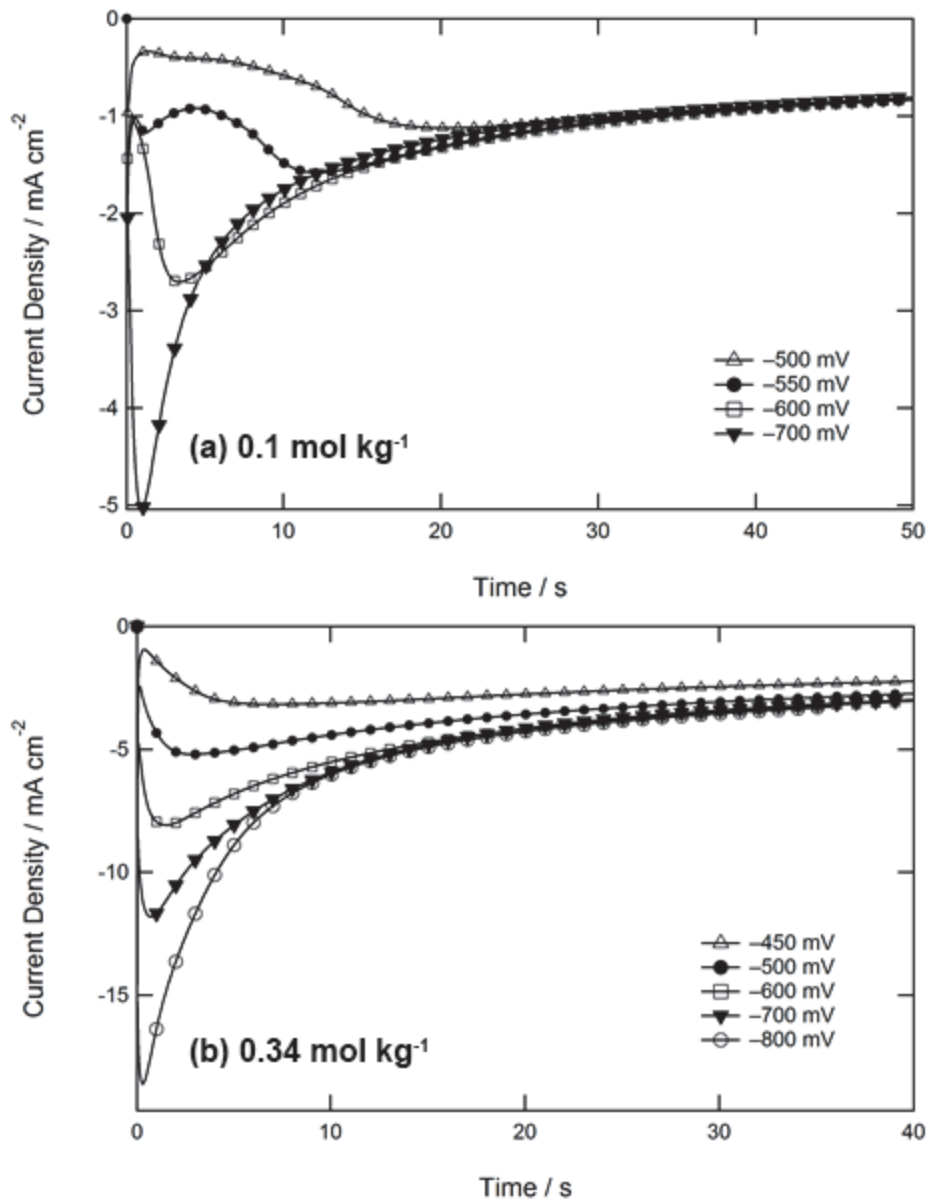 0
-1
-2
-3
-4
-5
Current Density / mA cm-2
–500 mV
–550 mV
–600 mV
–700 mV
(a) 0.1 mol kg-1
0 10 20 30 40 50
Time / s
0
-5
-10
-15
Current Density / mA cm-2
–450 mV
–500 mV
–600 mV
–700 mV
–800 mV
(b) 0.34 mol kg-1
0 10 20 30 40
Time / s